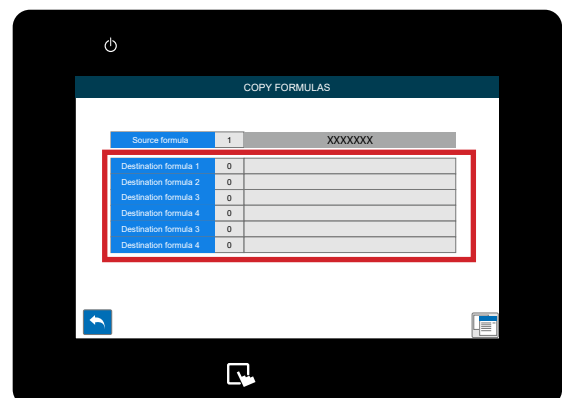 COPY FORMULAS
Source formula 1 XXXXXXX
Destination formula 1 0
Destination formula 2 0
Destination formula 3 0
Destination formula 4 0
Destination formula 3 0
Destination formula 4 0